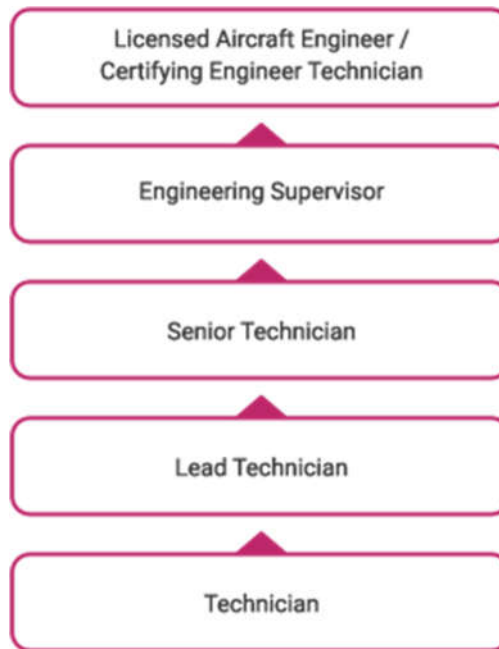 Licensed Aircraft Engineer /
Certifying Engineer Technician
Engineering Supervisor
Senior Technician
Lead Technician
Technician